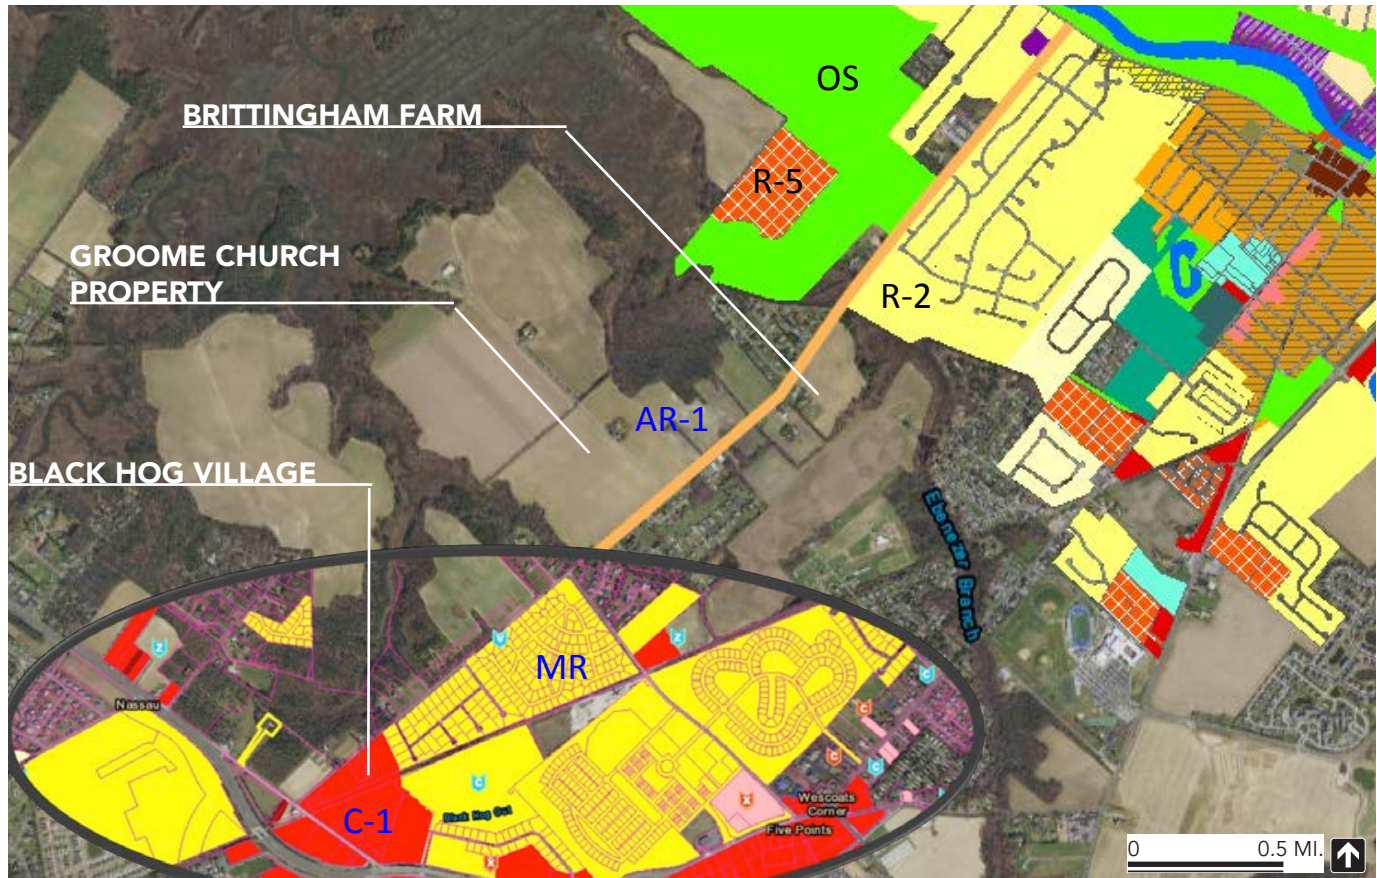 OS
BRITTINGHAM FARM
R-5
GROOME CHURCH
PROPERTY
R-2
AR-1
BLACK HOG VILLAGE
Ebenezar Branch
Z
V
Z
MR
C
Nassau
C
C
C
C
X
Wescoats
Corner
C-1
Black Hog Gut
Five Points
X
0 0.5 MI.